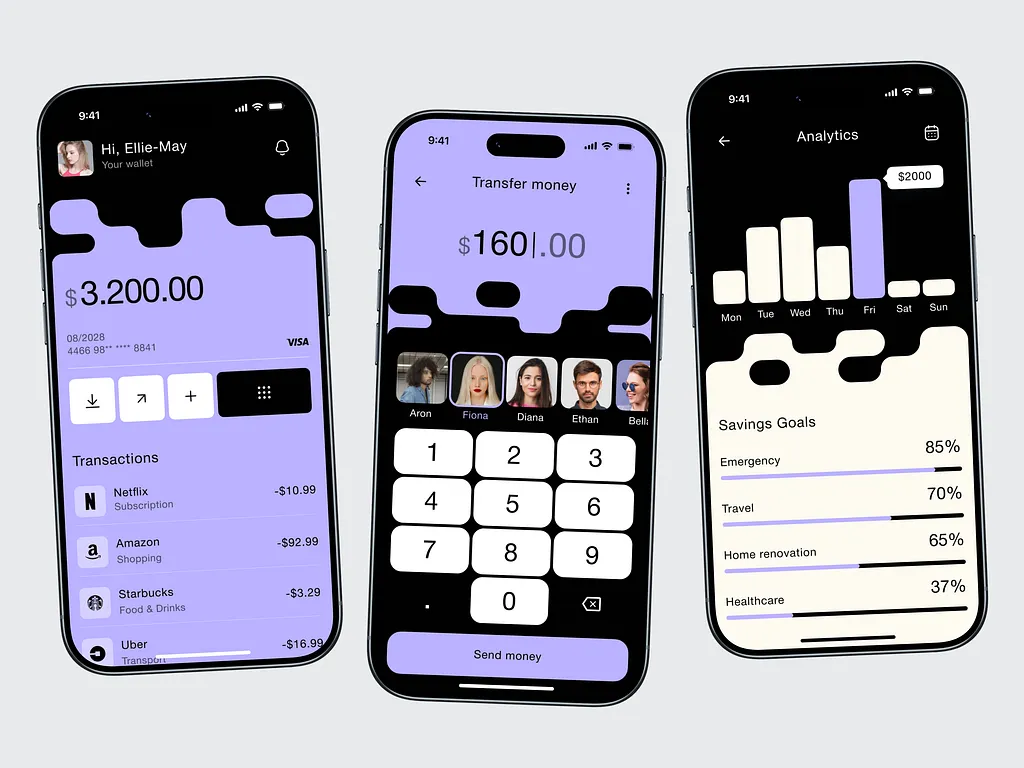 9:41
Hi, Ellie-May
Your wallet
$3.200.00
08/2028
4466 98** **** 8841
VISA
Transactions
Netflix
-$10.99
Subscription
Amazon
-$92.99
Shopping
Starbucks
-$3.29
Food & Drinks
Uber
-$16.99
Transport
9:41
Transfer money
$160|.00
Aron
Fiona
Diana
Ethan
Bella
1 2 3
4 5 6
7 8 9
. 0
Send money
9:41
Analytics
$2000
Mon Tue Wed Thu Fri Sat Sun
Savings Goals
Emergency
85%
Travel
70%
Home renovation
65%
Healthcare
37%